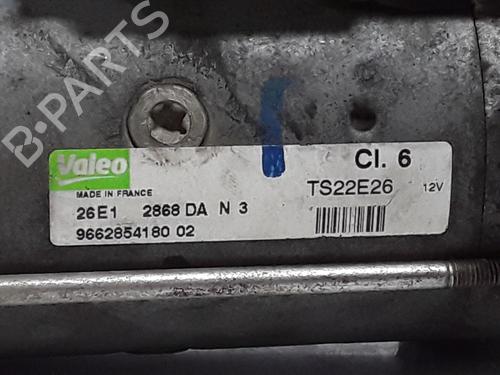 B-PARTS
Valeo
Cl. 6
MADE IN FRANCE
TS22E26 12V
26E1 2868 DA N 3
9662854180 02